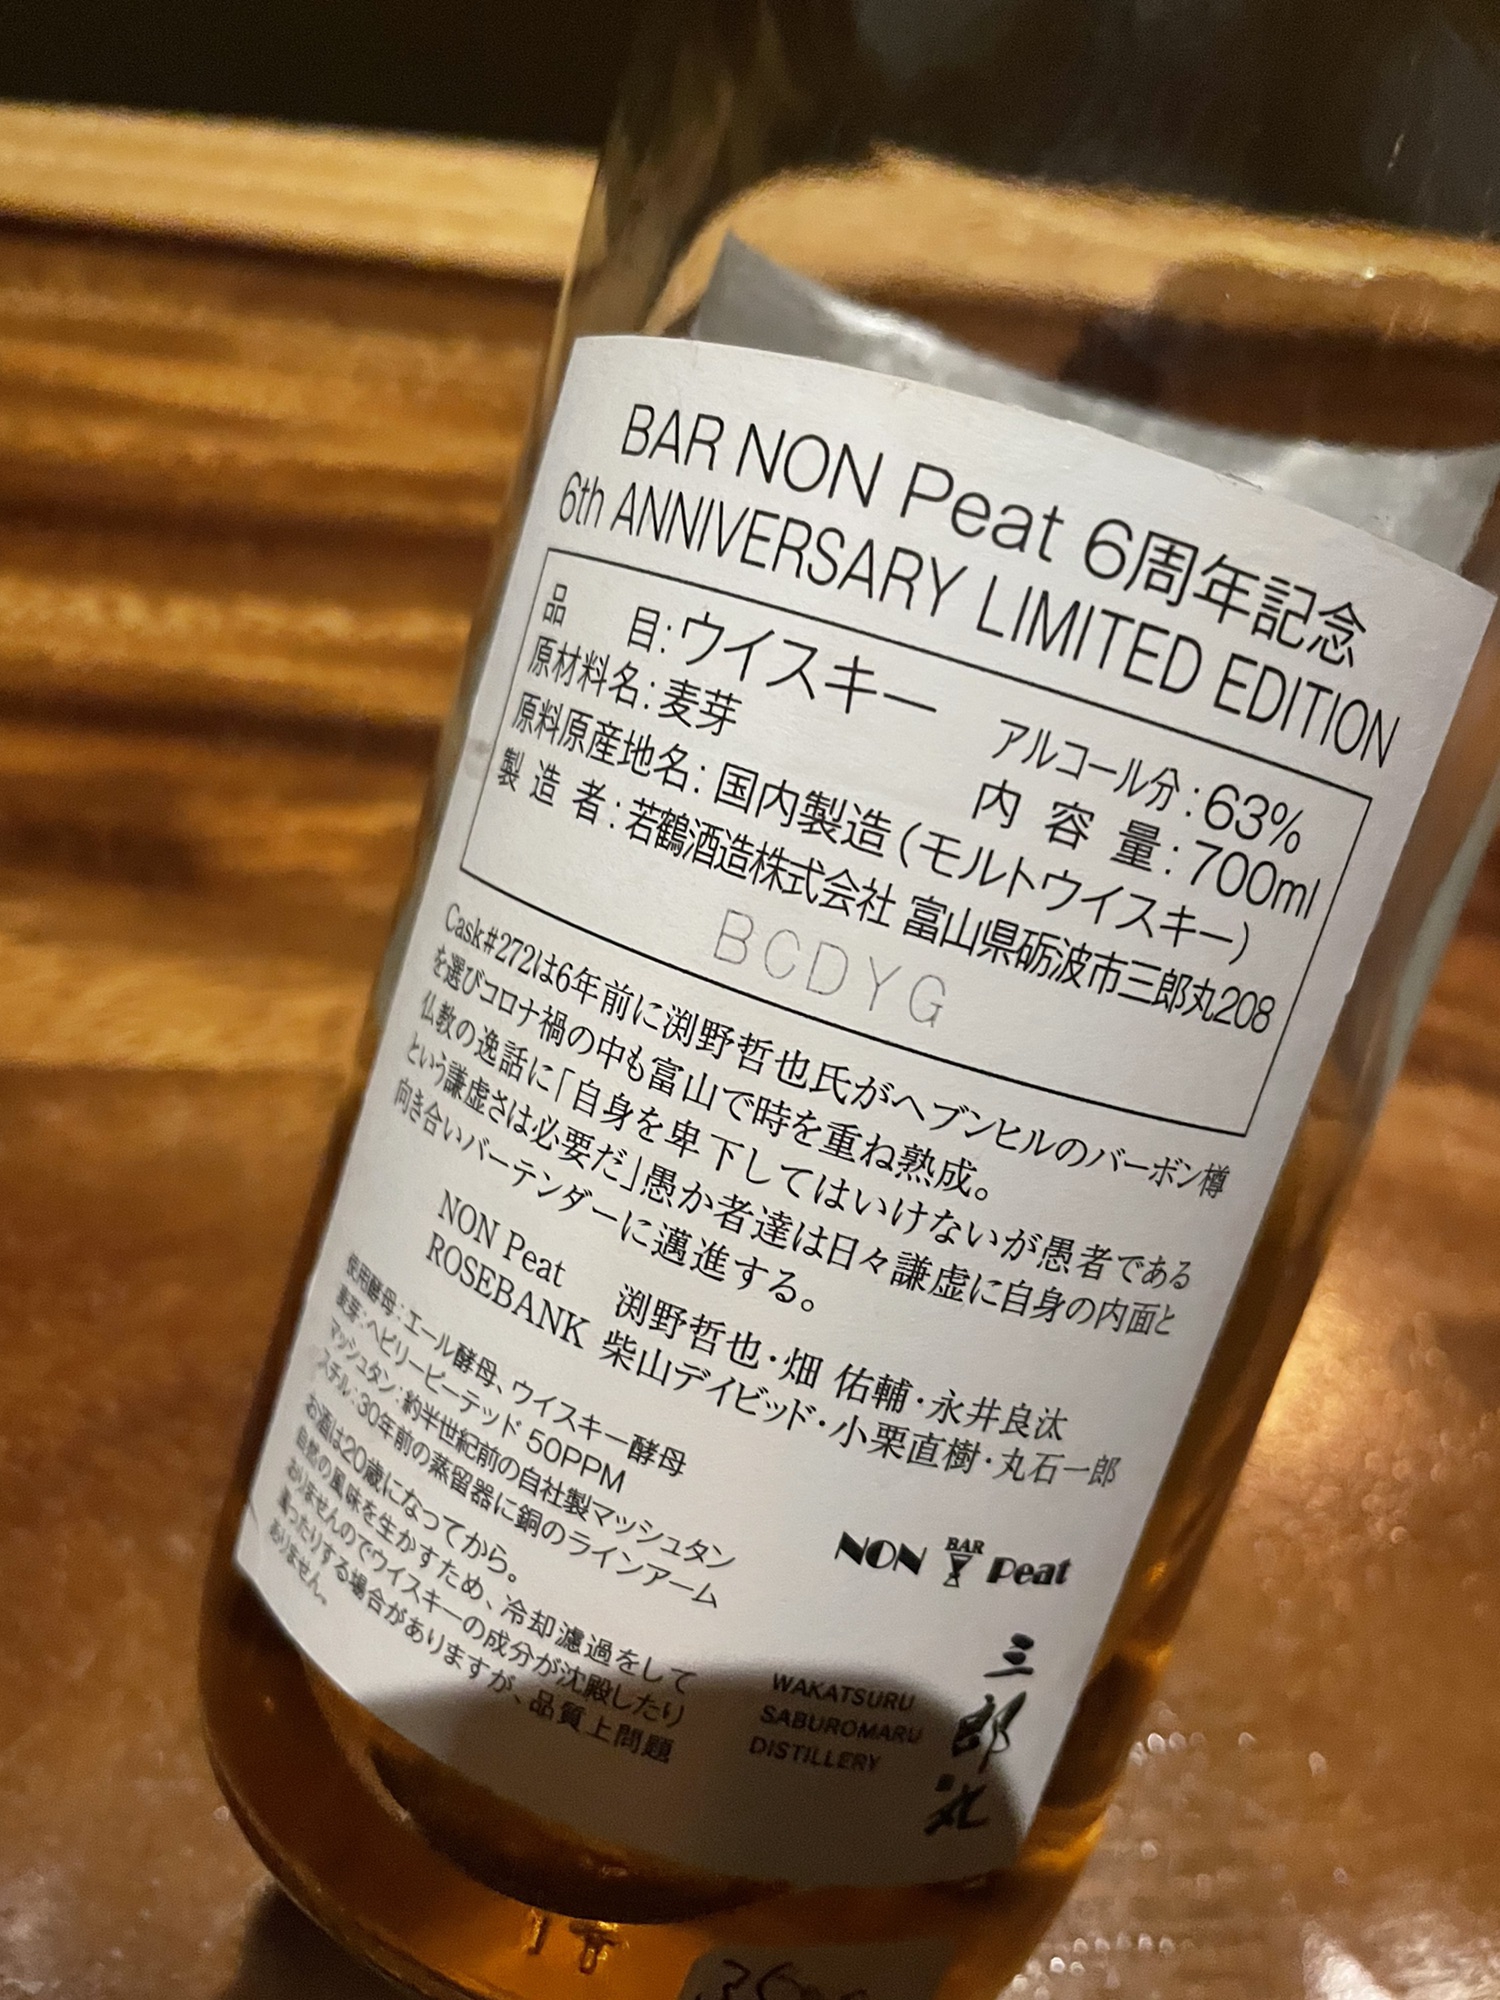 BAR NON Peat 6周年記念
6th ANNIVERSARY LIMITED EDITION
品 目:ウイスキー アルコール分:63%
原材料名:麦芽 内 容 量:700ml
原料原産地名:国内製造(モルトウイスキー)
製 造 者:若鶴酒造株式会社 富山県砺波市三郎丸208
BCDYG
Cask#272は6年前に渕野哲也氏がヘブンヒルのバーボン樽
を選びコロナ禍の中も富山で時を重ね熟成。
仏教の逸話に「自身を卑下してはいけないが愚者である
という謙虚さは必要だ」愚か者達は日々謙虚に自身の内面と
向き合いバーテンダーに邁進する。
NON Peat 渕野哲也・畑 佑輔・永井良汰
ROSEBANK 柴山デイビッド・小栗直樹・丸石一郎
使用酵母:エール酵母、ウイスキー酵母
麦芽:ヘビリーピーテッド 50PPM
マッシュタン:約半世紀前の自社製マッシュタン
スチル:30年前の蒸留器に銅のラインアーム
お酒は20歳になってから。
自然の風味を生かすため、冷却濾過をして
おりませんのでウイスキーの成分が沈殿したり
濁ったりする場合がありますが、品質上問題
ありません。
NON BAR Peat
WAKATSURU
SABUROMARU
DISTILLERY
三郎丸